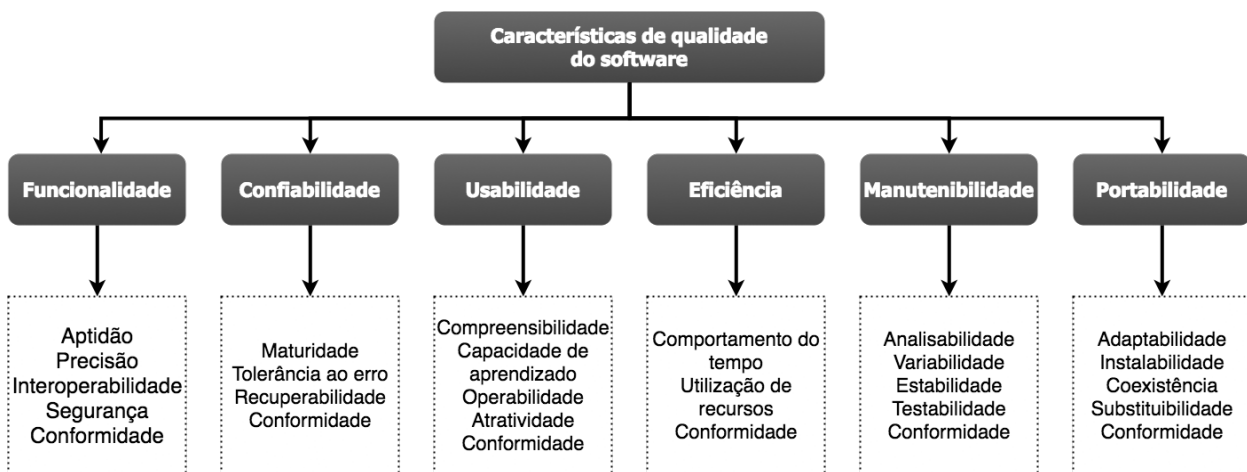 Características de qualidade
do software
Funcionalidade
Confiabilidade
Usabilidade
Eficiência
Manutenibilidade
Portabilidade
Aptidão
Precisão
Interoperabilidade
Segurança
Conformidade
Maturidade
Tolerância ao erro
Recuperabilidade
Conformidade
Compreensibilidade
Capacidade de
aprendizado
Operabilidade
Atratividade
Conformidade
Comportamento do
tempo
Utilização de
recursos
Conformidade
Analisabilidade
Variabilidade
Estabilidade
Testabilidade
Conformidade
Adaptabilidade
Instalabilidade
Coexistência
Substituibilidade
Conformidade